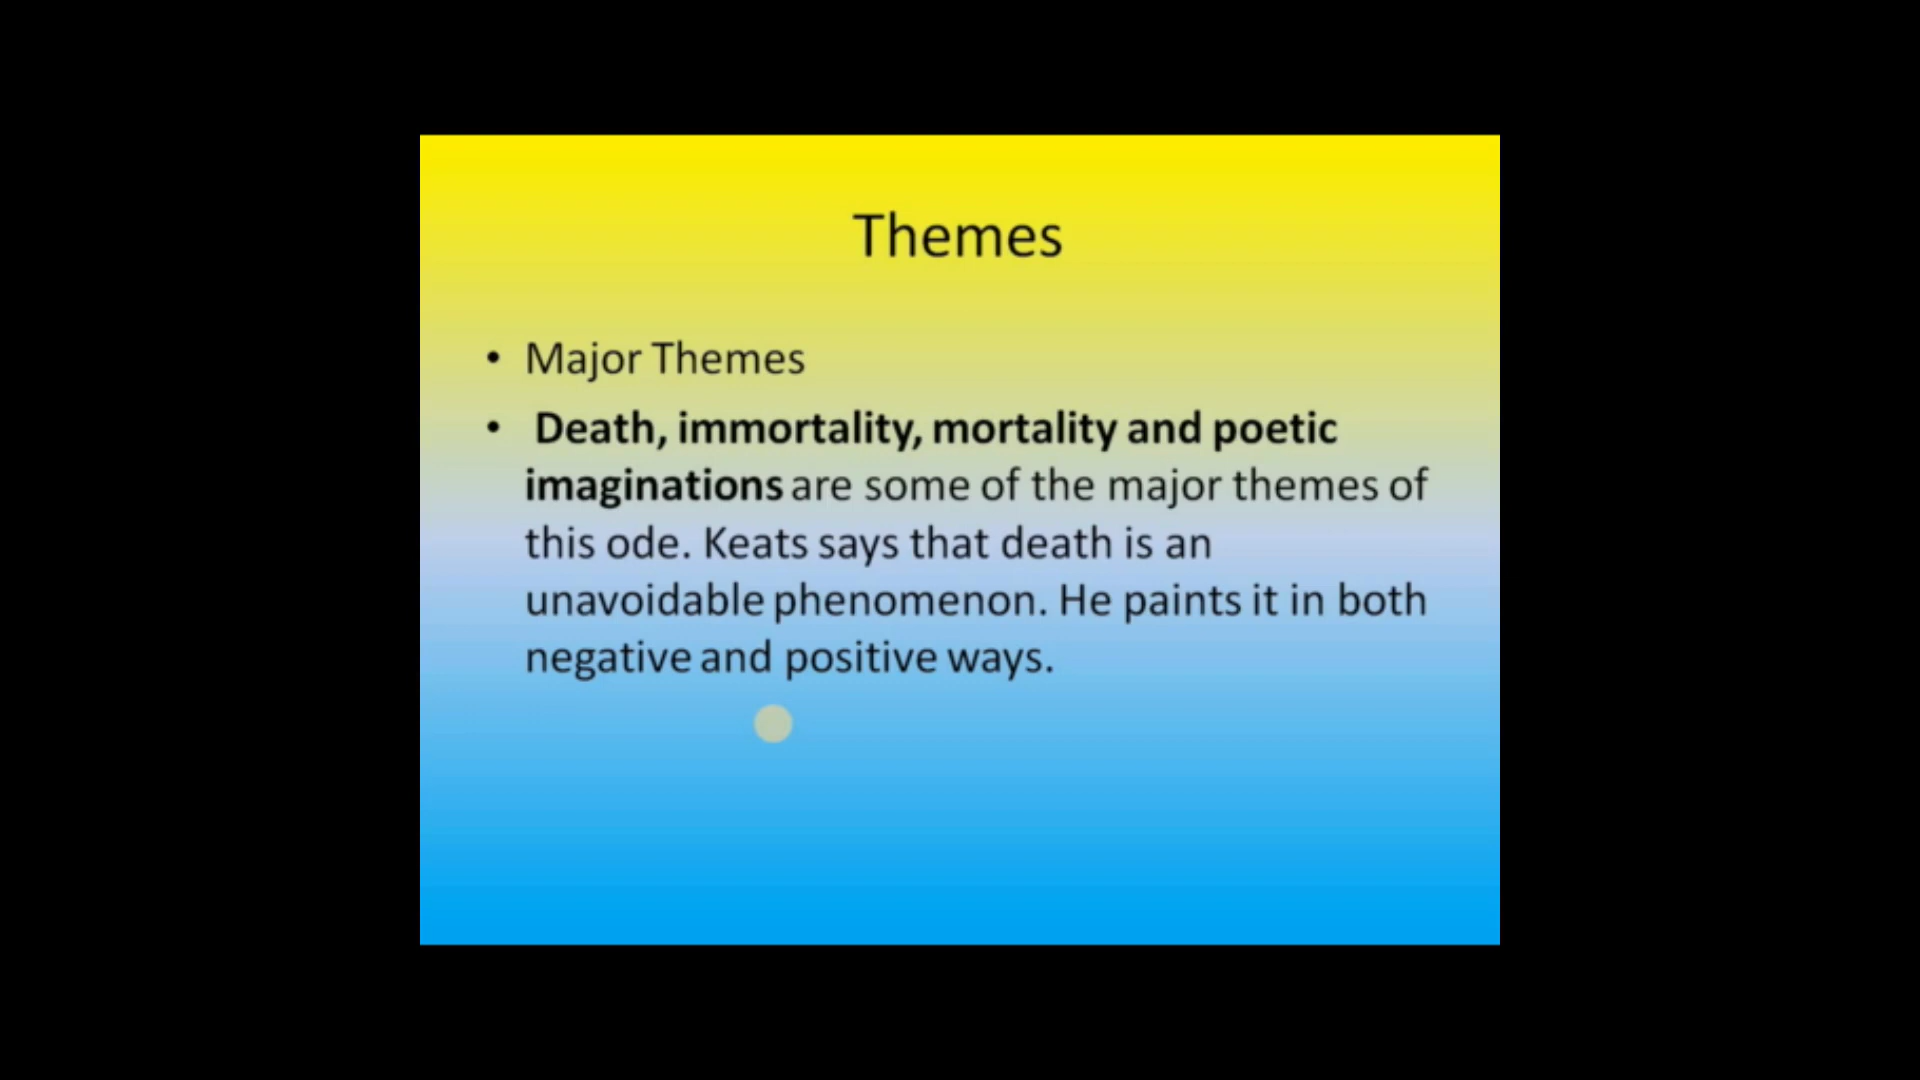 Themes
• Major Themes
• Death, immortality, mortality and poetic
imaginations are some of the major themes of
this ode. Keats says that death is an
unavoidable phenomenon. He paints it in both
negative and positive ways.